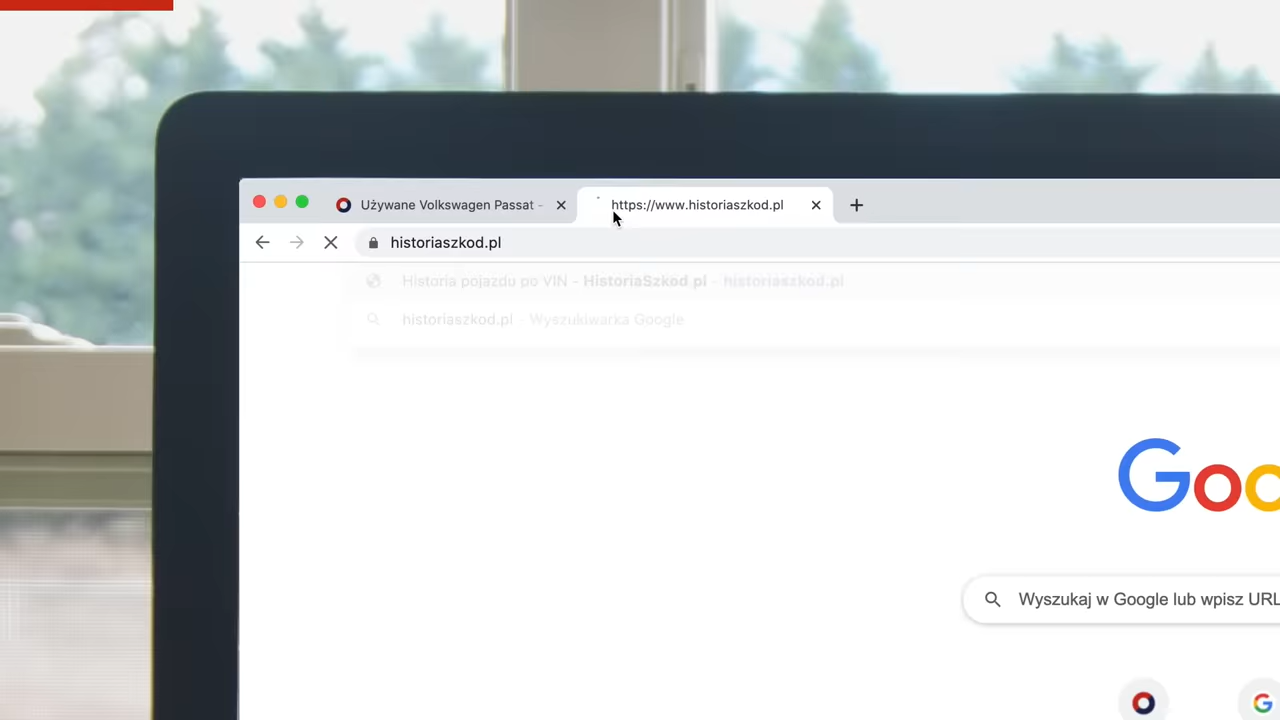 Używane Volkswagen Passat -
https://www.historiaszkod.pl
historiaszkod.pl
Historia pojazdu po VIN - HistoriaSzkód pl - historiaszkod.pl
historiaszkod.pl - Wyszukiwarka Google
Goo
Wyszukaj w Google lub wpisz URL
G